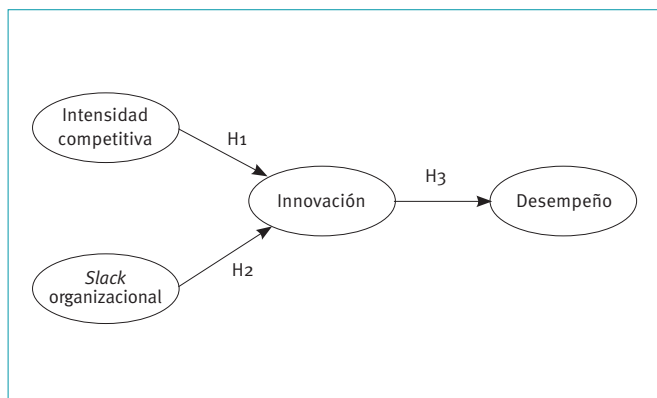 Intensidad
competitiva
H1
Innovación
H3
Desempeño
H2
Slack
organizacional